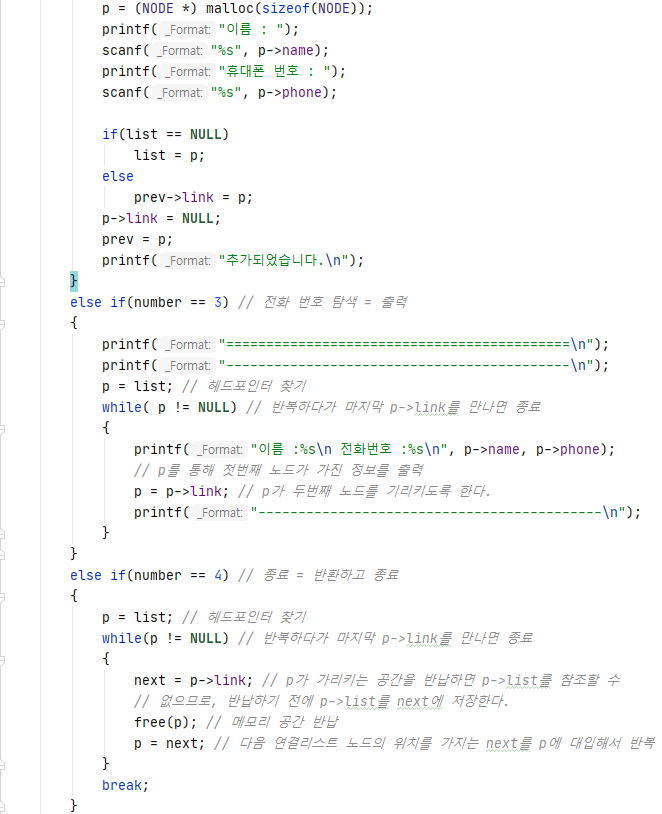 p = (NODE *) malloc(sizeof(NODE));
printf( _Format: "이름 : ");
scanf( _Format: "%s", p->name);
printf( _Format: "휴대폰 번호 : ");
scanf( _Format: "%s", p->phone);
if(list == NULL)
list = p;
else
prev->link = p;
p->link = NULL;
prev = p;
printf( _Format: "추가되었습니다.\n");
}
else if(number == 3) // 전화 번호 탐색 = 출력
{
printf( _Format: "===========================================\n");
printf( _Format: "-------------------------------------------\n");
p = list; // 헤드포인터 찾기
while( p != NULL) // 반복하다가 마지막 p->link를 만나면 종료
{
printf( _Format: "이름 :%s\n 전화번호 :%s\n", p->name, p->phone);
// p를 통해 첫번째 노드가 가진 정보를 출력
p = p->link; // p가 두번째 노드를 기리키도록 한다.
printf( _Format: "-------------------------------------------\n");
}
}
else if(number == 4) // 종료 = 반환하고 종료
{
p = list; // 헤드포인터 찾기
while(p != NULL) // 반복하다가 마지막 p->link를 만나면 종료
{
next = p->link; // p가 가리키는 공간을 반납하면 p->list를 참조할 수
// 없으므로, 반납하기 전에 p->list를 next에 저장한다.
free(p); // 메모리 공간 반납
p = next; // 다음 연결리스트 노드의 위치를 가지는 next를 p에 대입해서 반복
}
break;
}